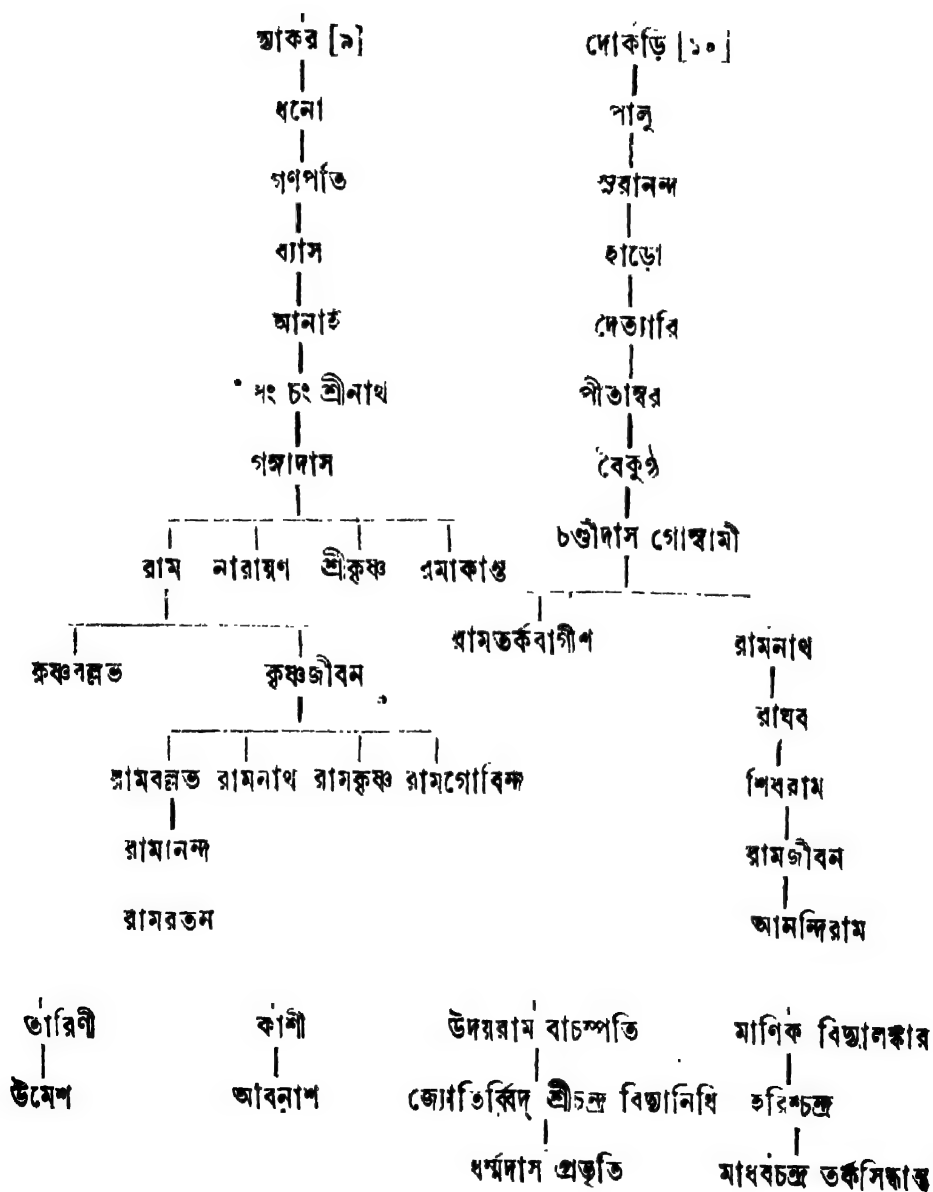 আকর [৯] দোকড়ি [১০]
ধনো পালু
গণপতি সুরানন্দ
ব্যাস হাড়ো
আনাই দৈত্যারি
পং চং শ্রীনাথ পীতাম্বর
গঙ্গাদাস বৈকুণ্ঠ
চণ্ডীদাস গোস্বামী
রাম নারায়ণ শ্রীকৃষ্ণ রমাকান্ত
রামতর্কবাগীশ রামনাথ
কৃষ্ণবল্লভ কৃষ্ণজীবন
রাঘব
রামবল্লভ রামনাথ রামকৃষ্ণ রামগোবিন্দ শিবরাম
রামানন্দ রামজীবন
রামরতন আনন্দিরাম
তারিণী কাশী উদয়রাম বাচস্পতি মাণিক বিদ্যালঙ্কার
উমেশ অবিনাশ জ্যোতির্ব্বিদ্ শ্রীচন্দ্র বিদ্যানিধি হরিশ্চন্দ্র
ধর্ম্মদাস প্রভৃতি মাধবচন্দ্র তর্কসিদ্ধান্ত